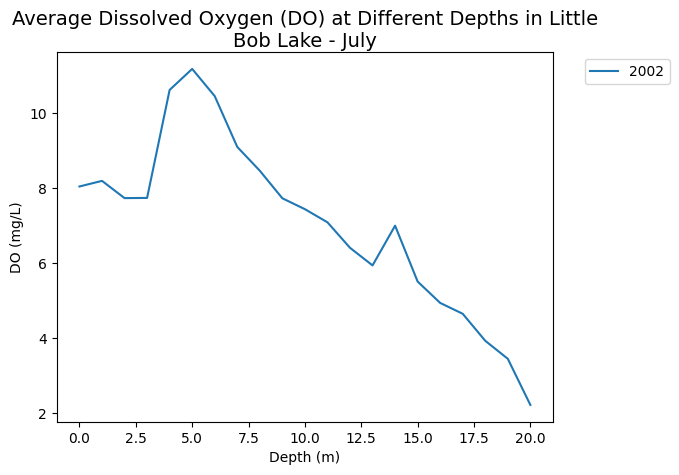 Average Dissolved Oxygen (DO) at Different Depths in Little
Bob Lake - July
2002
10
8
6
4
2
DO (mg/L)
0.0 2.5 5.0 7.5 10.0 12.5 15.0 17.5 20.0
Depth (m)